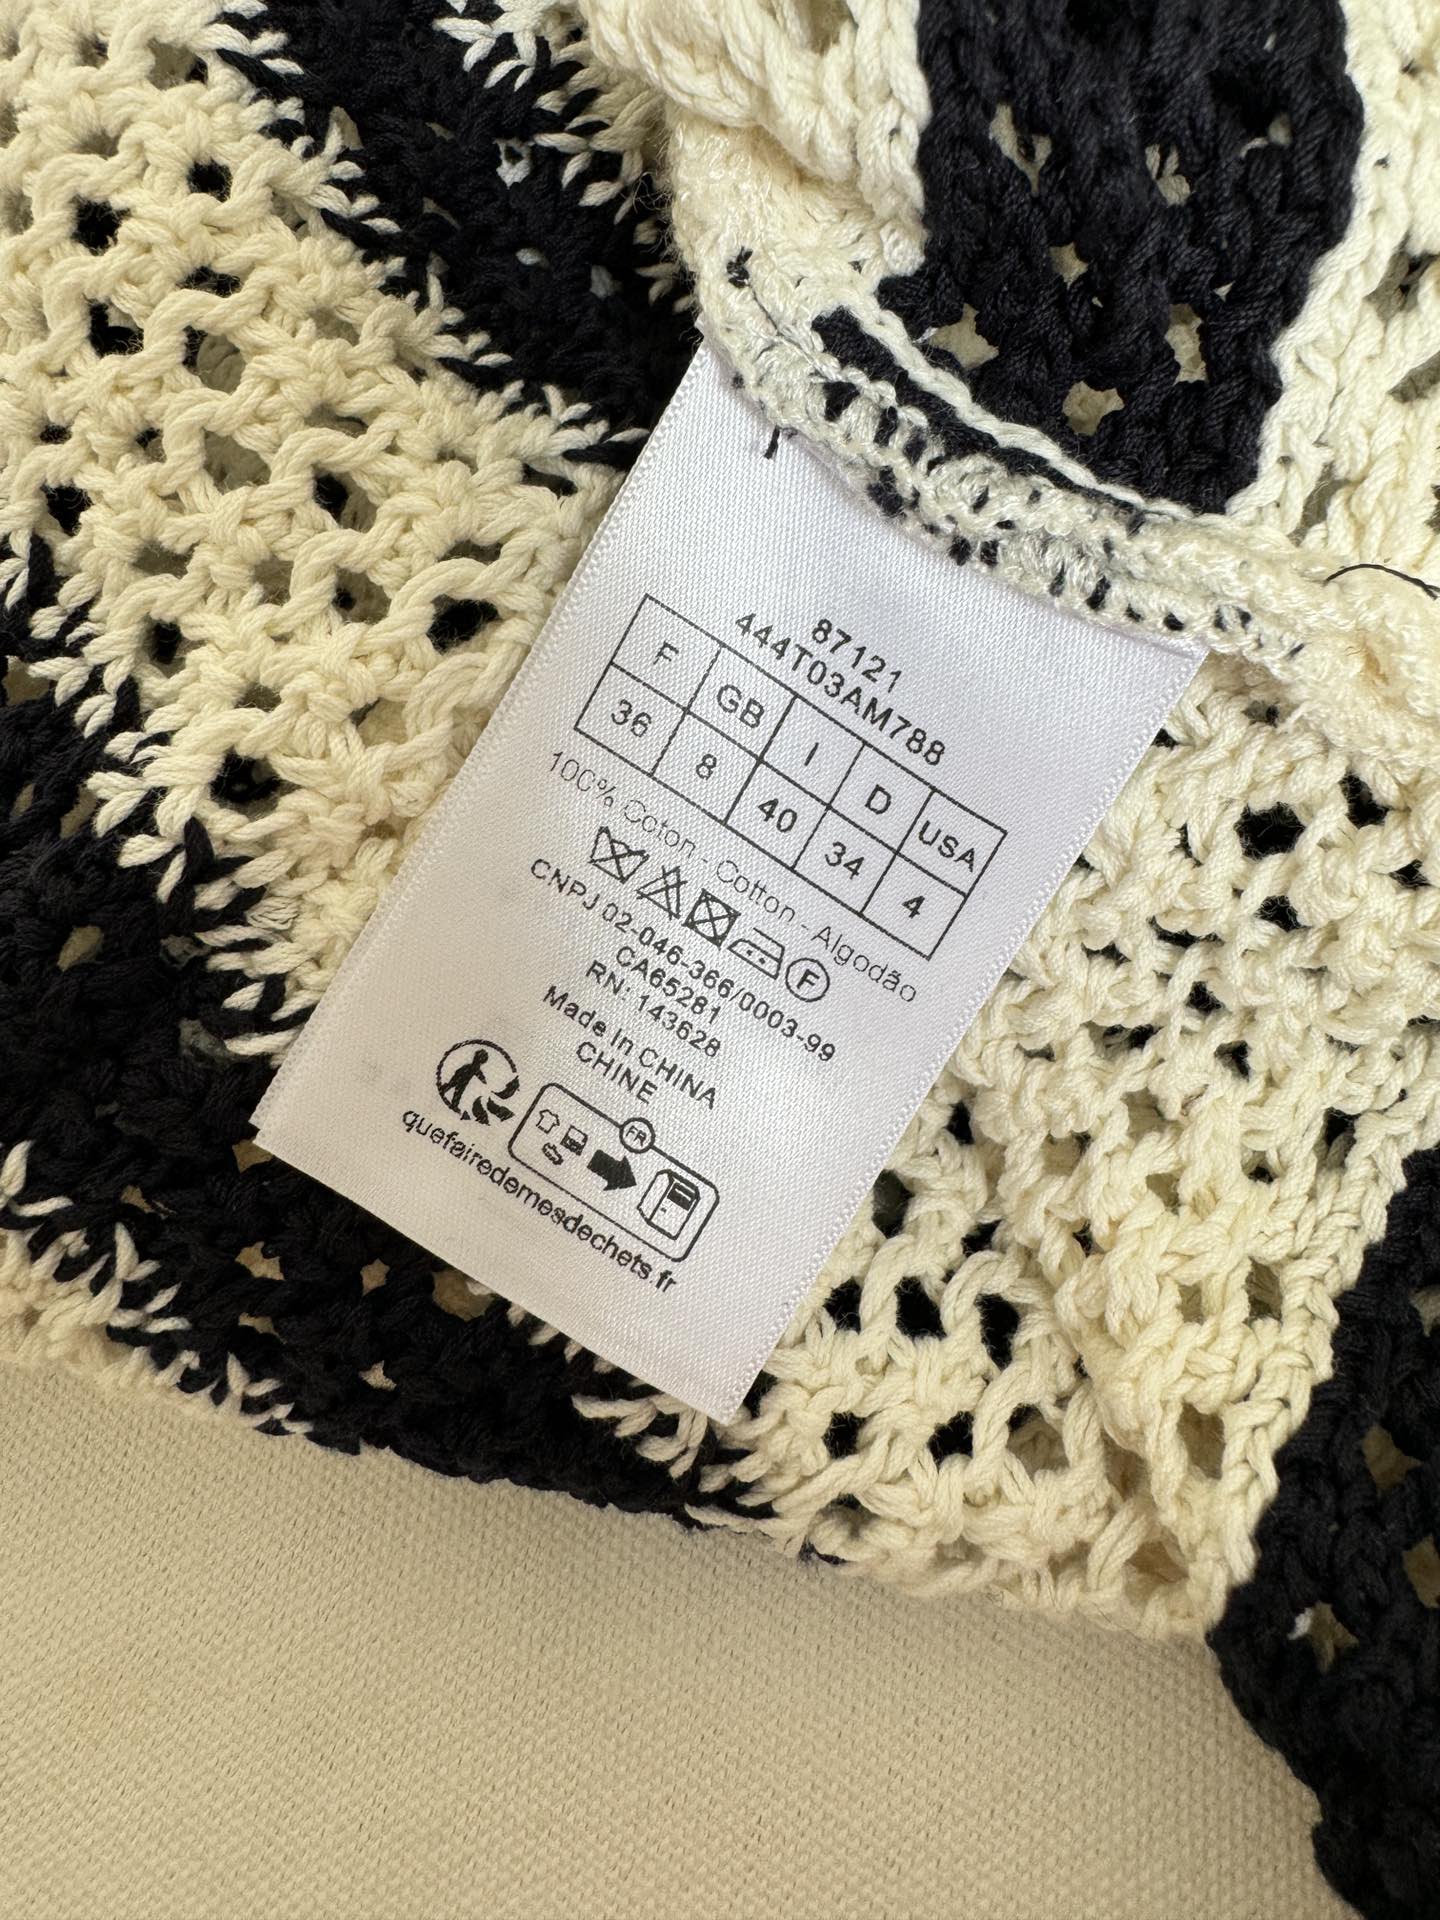 87121
444T03AM788
F GB I D USA
36 8 40 34 4
100% Coton - Cotton - Algodão
F
CNPJ 02-046-366/0003-99
CA65281
RN: 143628
Made In CHINA
CHINE
FR
quefairedemesdechets.fr